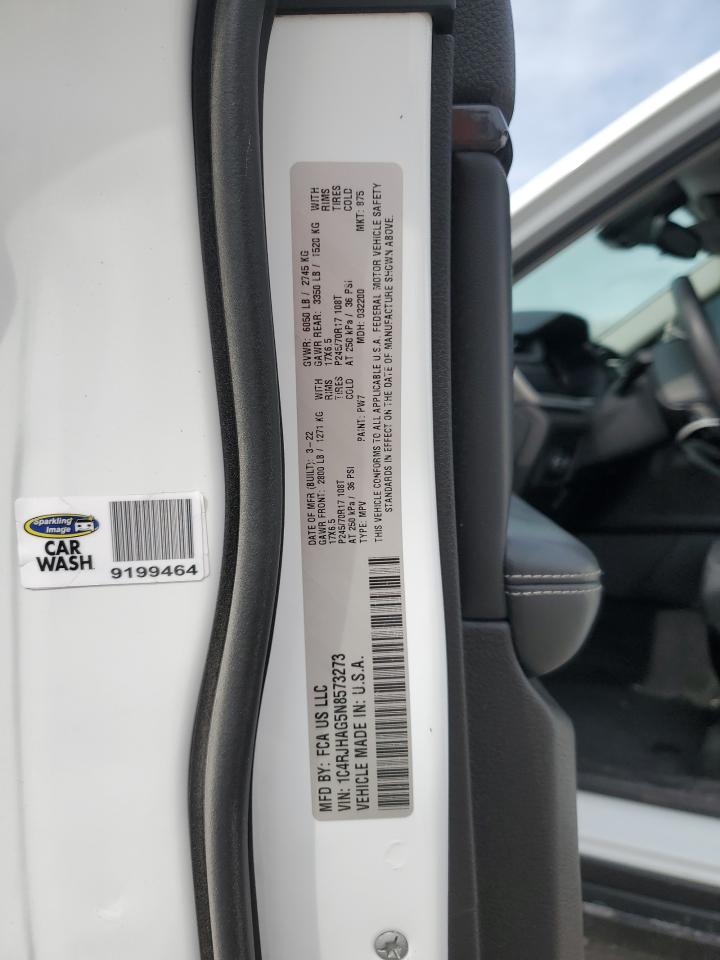 Sparkling
Image
CAR
WASH
9199464
MFD BY: FCA US LLC
VIN: 1C4RJHAG5N8573273
VEHICLE MADE IN: U.S.A.
DATE OF MFR (BUILT): 3-22
GAWR FRONT: 2800 LB / 1271 KG WITH
17X6.5 RIMS
P245/70R17 108T TIRES
AT 250 kPa / 36 PSI COLD
TYPE: MPV PAINT: PW7
GVWR: 6050 LB / 2745 KG
GAWR REAR: 3350 LB / 1520 KG WITH
17X6.5 RIMS
P245/70R17 108T TIRES
AT 250 kPa / 36 PSI COLD
MDH: 032200 MKT: 875
THIS VEHICLE CONFORMS TO ALL APPLICABLE U.S.A. FEDERAL MOTOR VEHICLE SAFETY
STANDARDS IN EFFECT ON THE DATE OF MANUFACTURE SHOWN ABOVE.